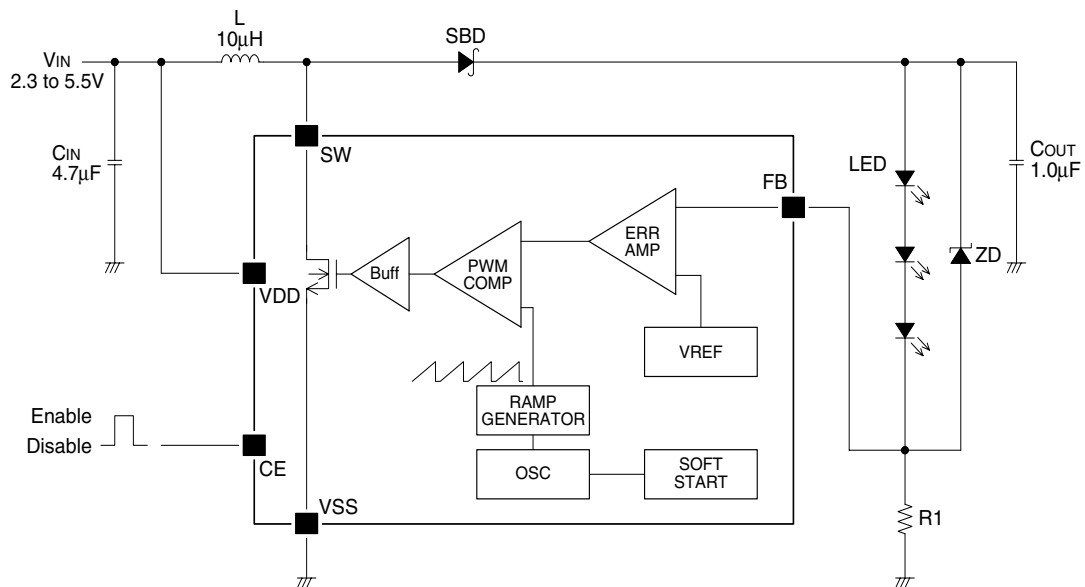 L
10μH
SBD
VIN
2.3 to 5.5V
CIN
4.7μF
SW
FB
LED
COUT
1.0μF
ERR
AMP
Buff
PWM
COMP
ZD
VDD
VREF
RAMP
GENERATOR
Enable
Disable
CE
OSC
SOFT
START
VSS
R1